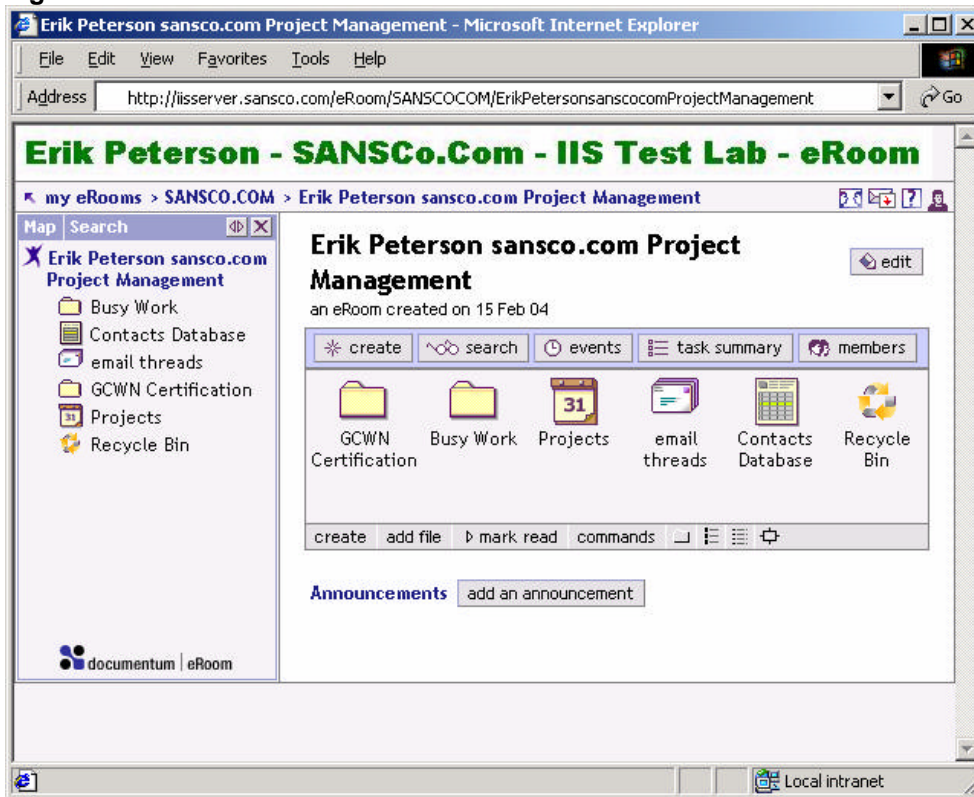 Erik Peterson sansco.com Project Management - Microsoft Internet Explorer
File Edit View Favorites Tools Help
Address http://iisserver.sansco.com/eRoom/SANSCOCOM/ErikPetersonsanscocomProjectManagement Go
Erik Peterson - SANSCo.Com - IIS Test Lab - eRoom
my eRooms > SANSCO.COM > Erik Peterson sansco.com Project Management
Map Search
Erik Peterson sansco.com
Project Management
Busy Work
Contacts Database
email threads
GCWN Certification
31 Projects
Recycle Bin
documentum eRoom
Erik Peterson sansco.com Project
Management
edit
an eRoom created on 15 Feb 04
create search events task summary members
31
GCWN Certification
Busy Work
Projects
email threads
Contacts Database
Recycle Bin
create add file mark read commands
Announcements add an announcement
Local intranet